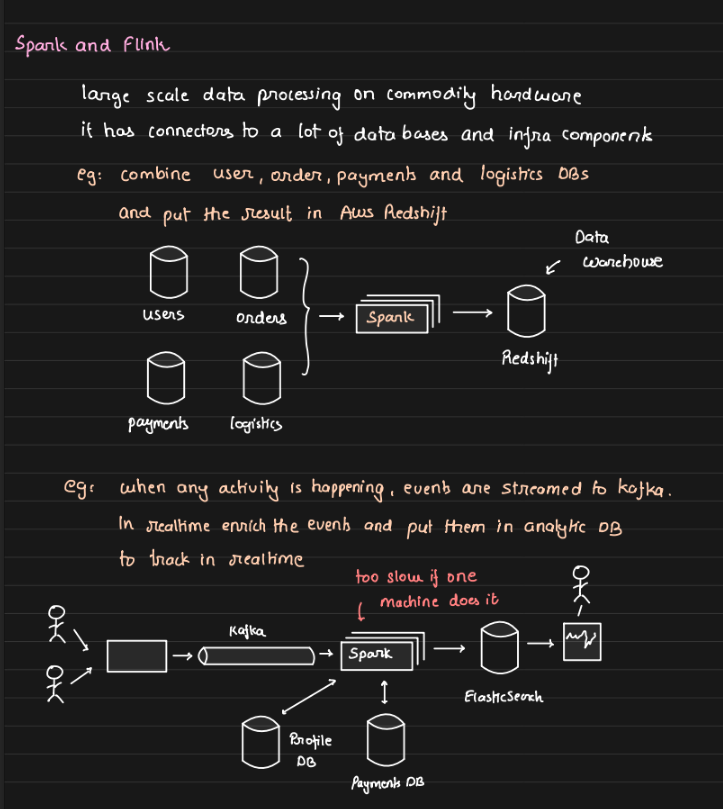 Spark and Flink
large scale data processing on commodity hardware
it has connectors to a lot of databases and infra components
eg: combine user, order, payments and logistics DBs
and put the result in AWS Redshift
Data
warehouse
users
orders
Spark
Redshift
payments
logistics
eg: when any activity is happening, events are streamed to kafka.
In realtime enrich the events and put them in analytic DB
to track in realtime
too slow if one
machine does it
Kafka
Spark
ElasticSearch
Profile
DB
Payments DB